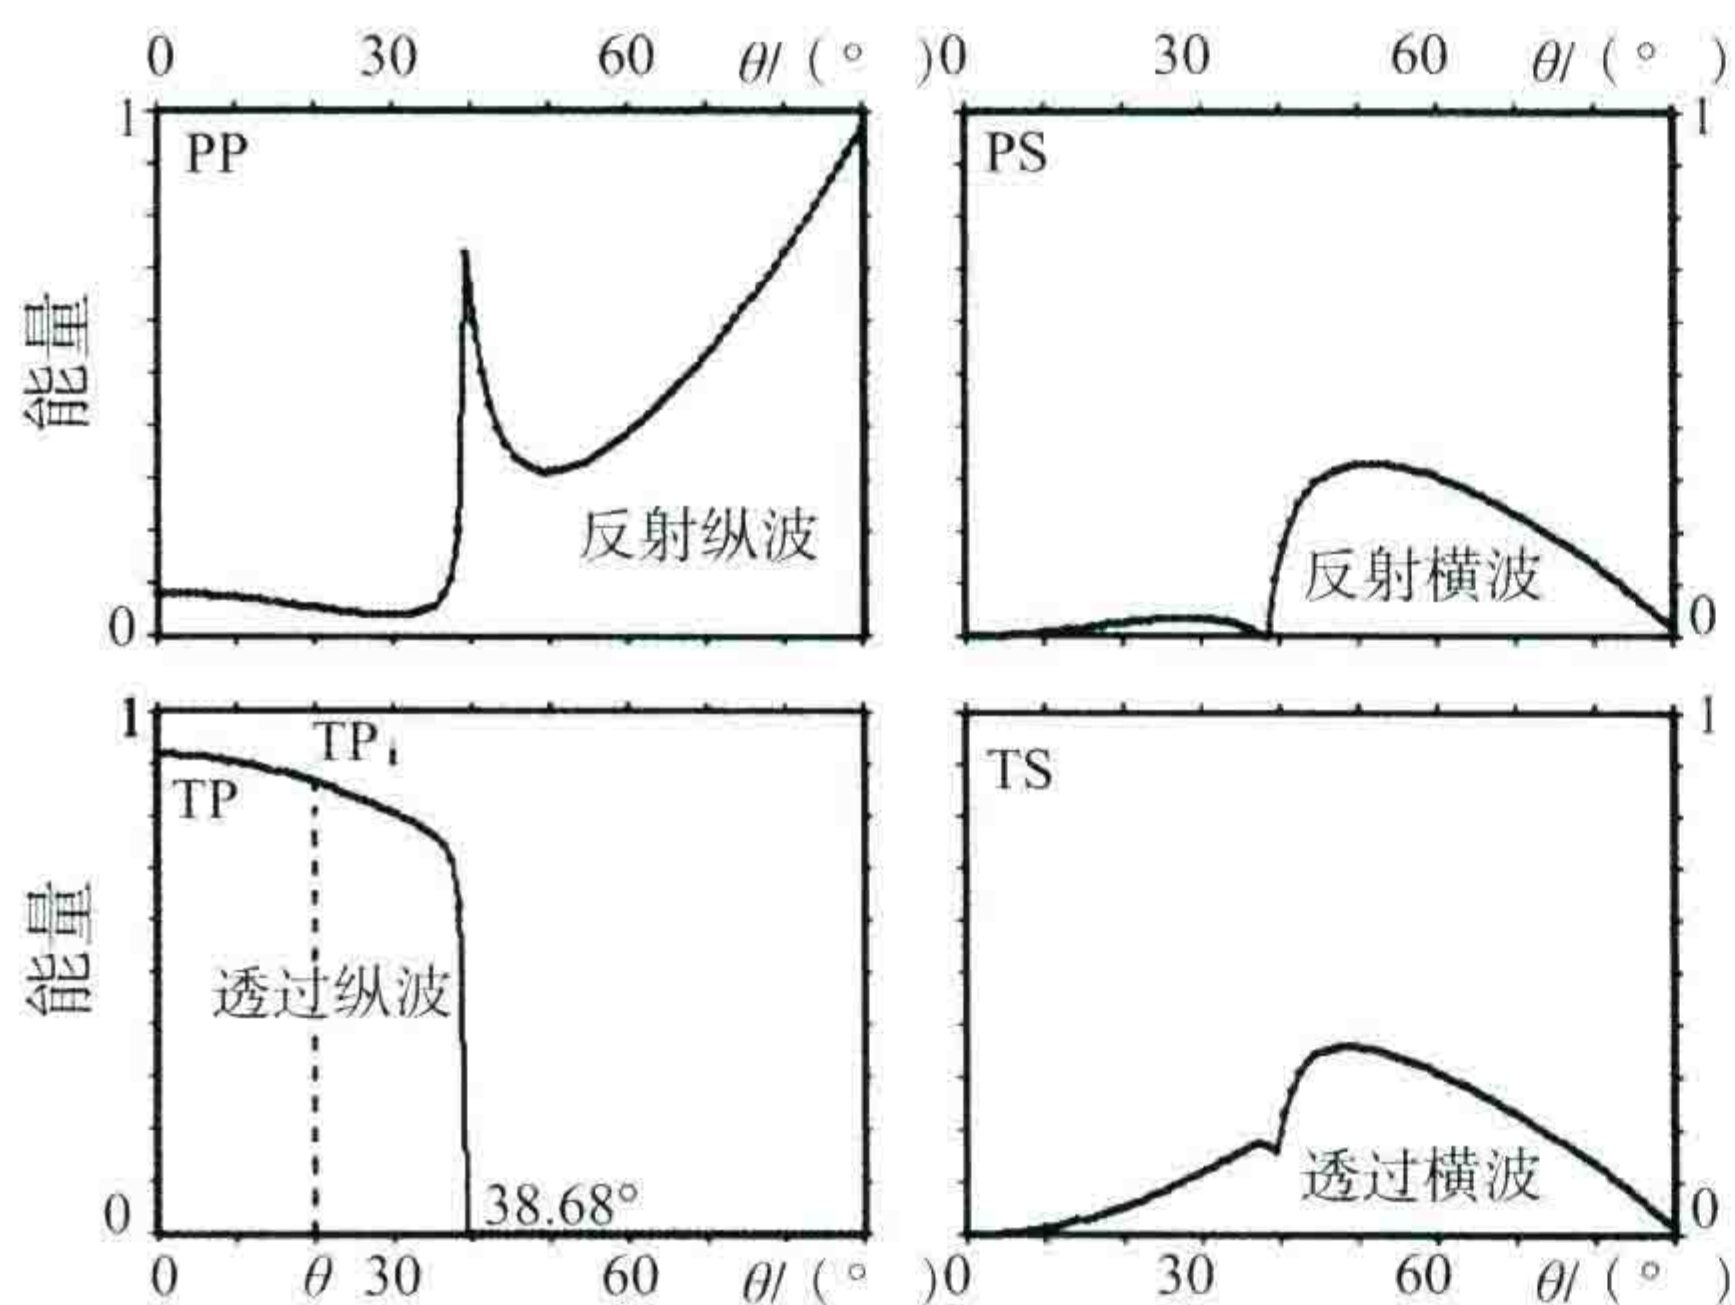 0 30 60 θ/ ( ° ) 0 30 60 θ/ ( ° )
1 PP PS 1
能量
反射纵波 反射横波
0 0
1 TP₁ 1
TP TS
能量
透过纵波 透过横波
0 38.68° 0
0 θ 30 60 θ/ ( ° ) 0 30 60 θ/ ( ° )